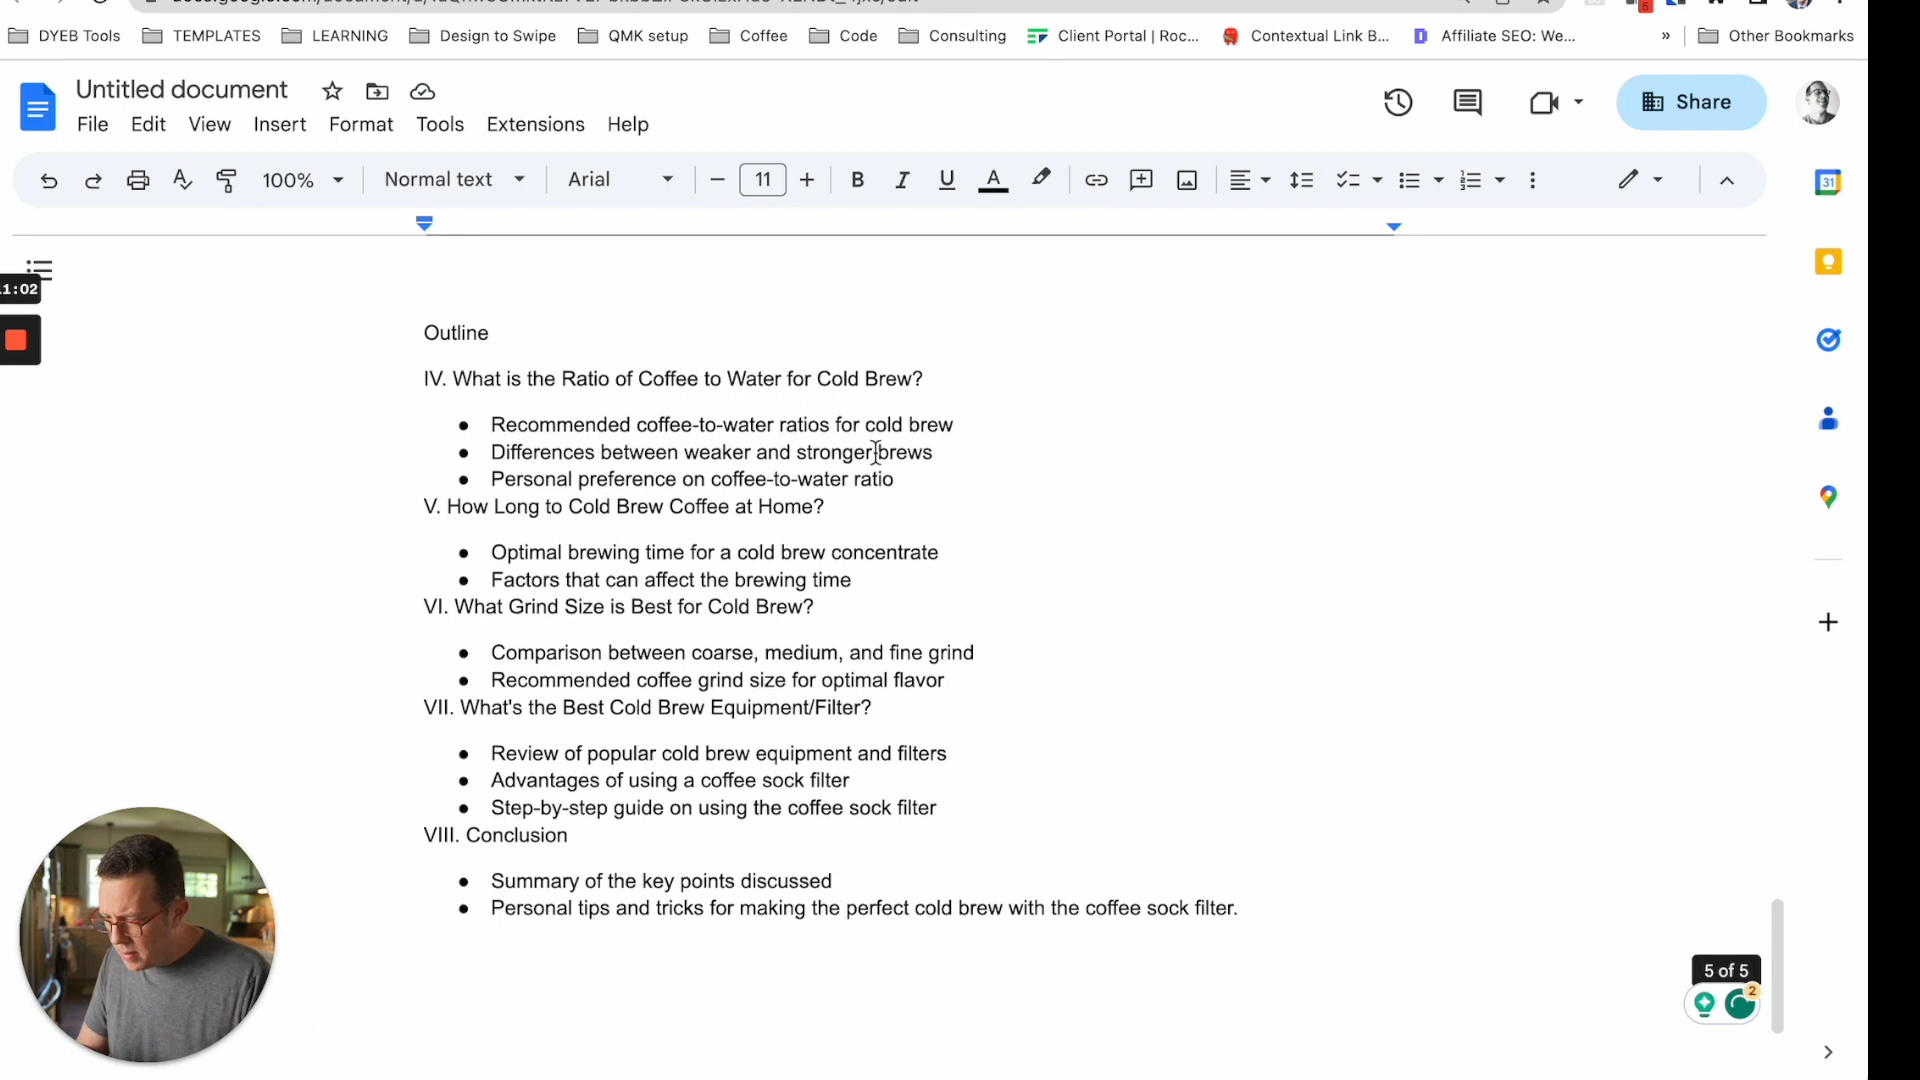 DYEB Tools TEMPLATES LEARNING Design to Swipe QMK setup Coffee Code Consulting Client Portal | Roc... Contextual Link B... Affiliate SEO: We... » Other Bookmarks
Untitled document
File Edit View Insert Format Tools Extensions Help
Share
100% Normal text Arial 11 B I U A
31
11:02
Outline
IV. What is the Ratio of Coffee to Water for Cold Brew?
● Recommended coffee-to-water ratios for cold brew
● Differences between weaker and stronger brews
● Personal preference on coffee-to-water ratio
V. How Long to Cold Brew Coffee at Home?
● Optimal brewing time for a cold brew concentrate
● Factors that can affect the brewing time
VI. What Grind Size is Best for Cold Brew?
● Comparison between coarse, medium, and fine grind
● Recommended coffee grind size for optimal flavor
VII. What's the Best Cold Brew Equipment/Filter?
● Review of popular cold brew equipment and filters
● Advantages of using a coffee sock filter
● Step-by-step guide on using the coffee sock filter
VIII. Conclusion
● Summary of the key points discussed
● Personal tips and tricks for making the perfect cold brew with the coffee sock filter.
5 of 5
2